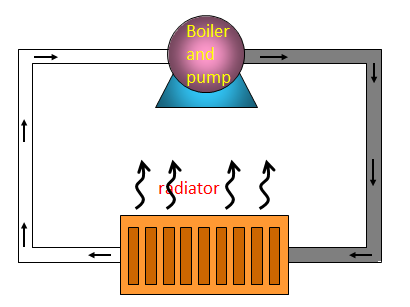 Boiler
and
pump
radiator